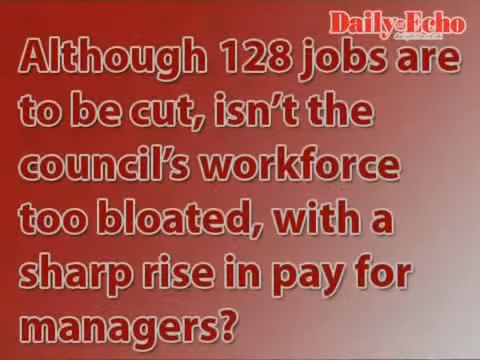 Daily Echo
Although 128 jobs are
to be cut, isn't the
council's workforce
too bloated, with a
sharp rise in pay for
managers?